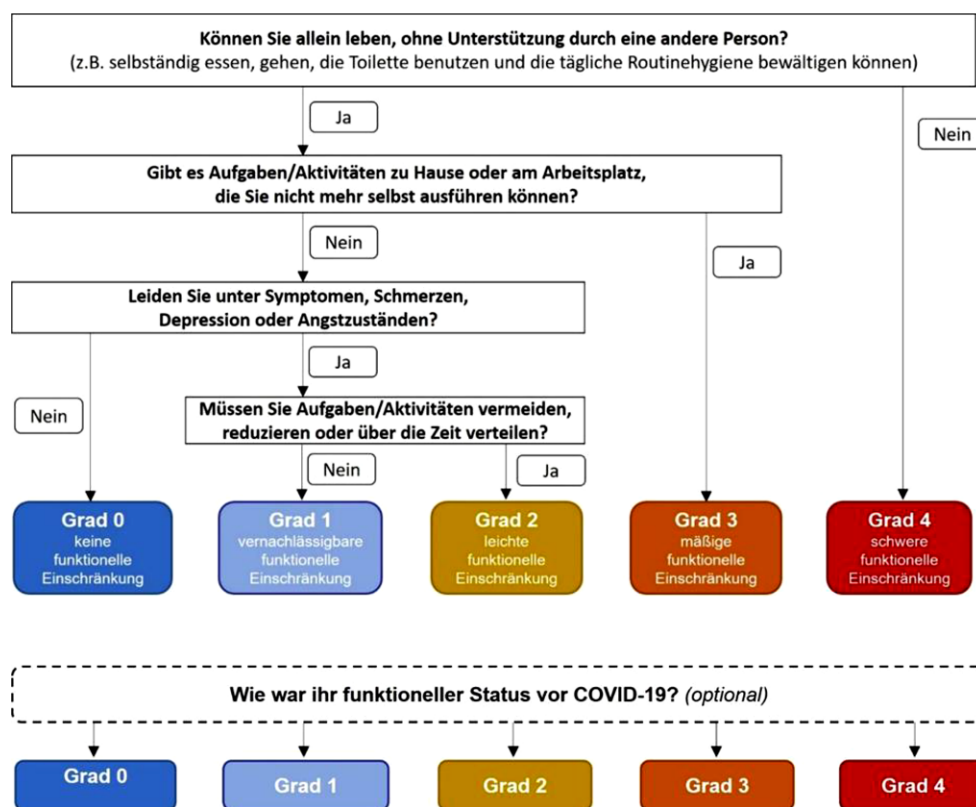 Können Sie allein leben, ohne Unterstützung durch eine andere Person?
(z.B. selbständig essen, gehen, die Toilette benutzen und die tägliche Routinehygiene bewältigen können)
Ja
Nein
Gibt es Aufgaben/Aktivitäten zu Hause oder am Arbeitsplatz,
die Sie nicht mehr selbst ausführen können?
Nein
Ja
Leiden Sie unter Symptomen, Schmerzen,
Depression oder Angstzuständen?
Ja
Nein
Müssen Sie Aufgaben/Aktivitäten vermeiden,
reduzieren oder über die Zeit verteilen?
Nein
Ja
Grad 0
keine
funktionelle
Einschränkung
Grad 1
vernachlässigbare
funktionelle
Einschränkung
Grad 2
leichte
funktionelle
Einschränkung
Grad 3
mäßige
funktionelle
Einschränkung
Grad 4
schwere
funktionelle
Einschränkung
Wie war ihr funktioneller Status vor COVID-19? (optional)
Grad 0
Grad 1
Grad 2
Grad 3
Grad 4